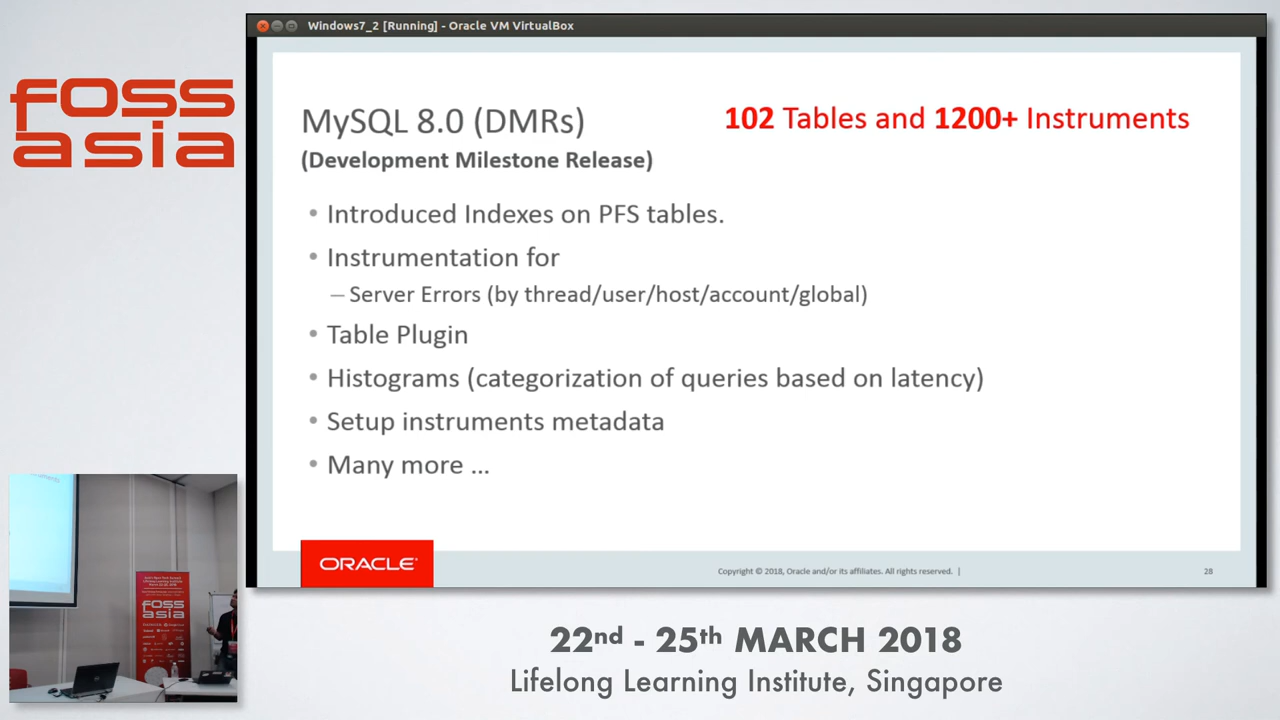 Windows7_2 [Running] - Oracle VM VirtualBox
foss
asia
MySQL 8.0 (DMRs)
102 Tables and 1200+ Instruments
(Development Milestone Release)
• Introduced Indexes on PFS tables.
• Instrumentation for
– Server Errors (by thread/user/host/account/global)
• Table Plugin
• Histograms (categorization of queries based on latency)
• Setup instruments metadata
• Many more ...
ORACLE®
Copyright © 2018, Oracle and/or its affiliates. All rights reserved. |
28
foss
asia
22nd - 25th MARCH 2018
Lifelong Learning Institute, Singapore